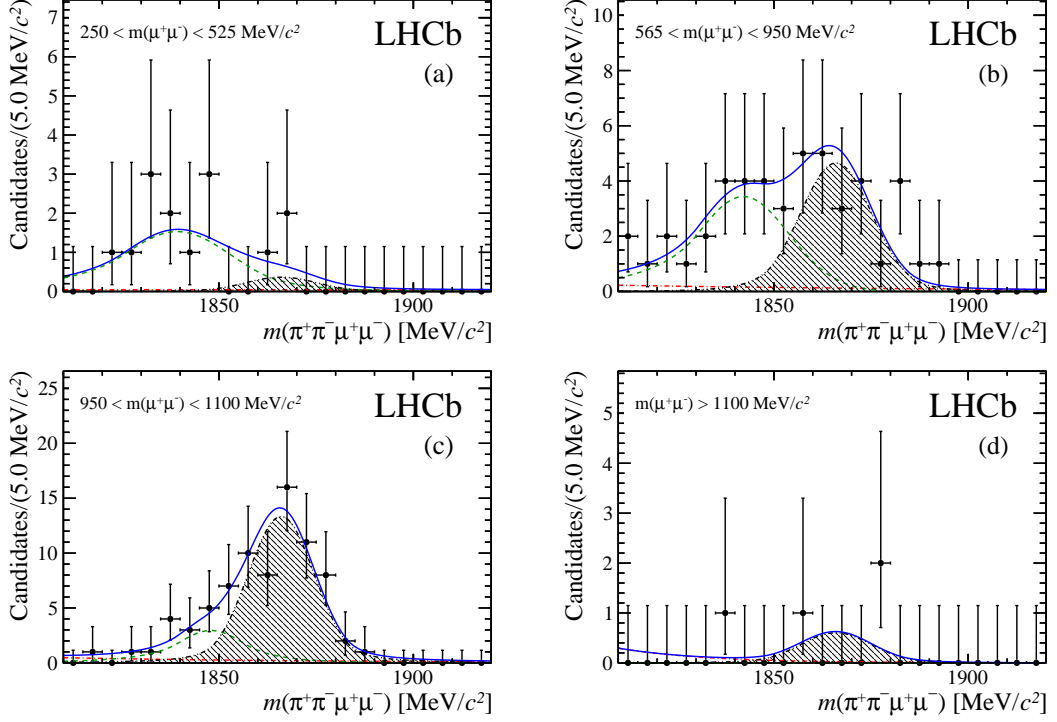 250 < m(μ⁺μ⁻) < 525 MeV/c²
LHCb
(a)
Candidates/(5.0 MeV/c²)
7
6
5
4
3
2
1
0
1850
1900
m(π⁺π⁻μ⁺μ⁻) [MeV/c²]
565 < m(μ⁺μ⁻) < 950 MeV/c²
LHCb
(b)
Candidates/(5.0 MeV/c²)
10
8
6
4
2
0
1850
1900
m(π⁺π⁻μ⁺μ⁻) [MeV/c²]
950 < m(μ⁺μ⁻) < 1100 MeV/c²
LHCb
(c)
Candidates/(5.0 MeV/c²)
25
20
15
10
5
0
1850
1900
m(π⁺π⁻μ⁺μ⁻) [MeV/c²]
m(μ⁺μ⁻) > 1100 MeV/c²
LHCb
(d)
Candidates/(5.0 MeV/c²)
5
4
3
2
1
0
1850
1900
m(π⁺π⁻μ⁺μ⁻) [MeV/c²]